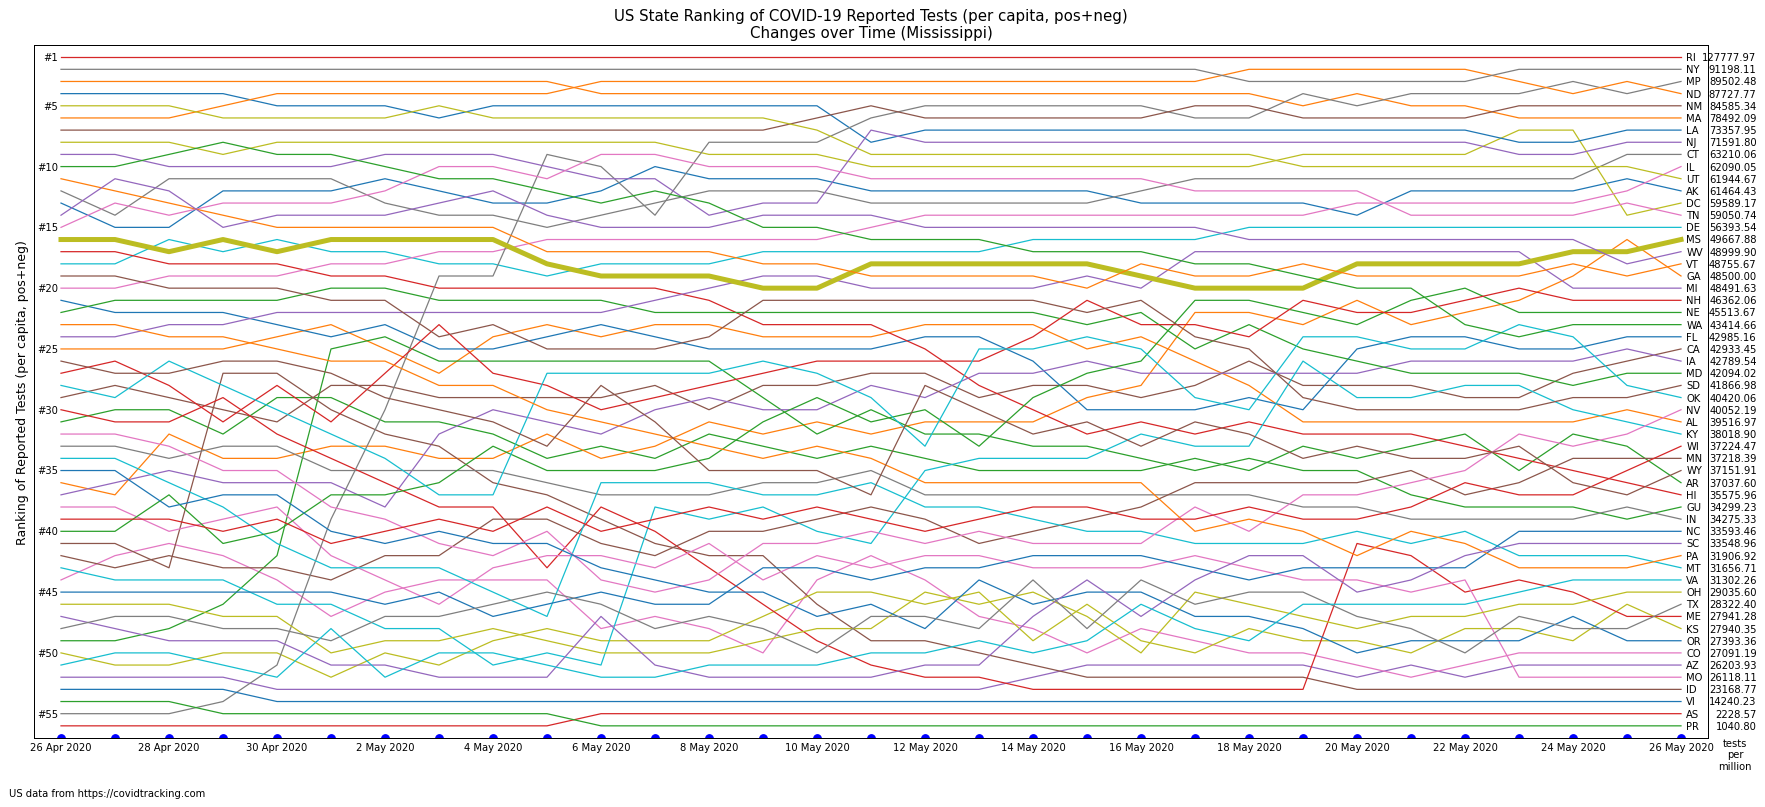 US State Ranking of COVID-19 Reported Tests (per capita, pos+neg)
Changes over Time (Mississippi)
Ranking of Reported Tests (per capita, pos+neg)
#1
#5
#10
#15
#20
#25
#30
#35
#40
#45
#50
#55
RI 127777.97
NY 91198.11
MP 89502.48
ND 87727.77
NM 84585.34
MA 78492.09
LA 73357.95
NJ 71591.80
CT 63210.06
IL 62090.05
UT 61944.67
AK 61464.43
DC 59589.17
TN 59050.74
DE 56393.54
MS 49667.88
WV 48999.90
VT 48755.67
GA 48500.00
MI 48491.63
NH 46362.06
NE 45513.67
WA 43414.66
FL 42985.16
CA 42933.45
IA 42789.54
MD 42094.02
SD 41866.98
OK 40420.06
NV 40052.19
AL 39516.97
KY 38018.90
WI 37224.47
MN 37218.39
WY 37151.91
AR 37037.60
HI 35575.96
GU 34299.23
IN 34275.33
NC 33593.46
SC 33548.96
PA 31906.92
MT 31656.71
VA 31302.26
OH 29035.60
TX 28322.40
ME 27941.28
KS 27940.35
OR 27393.36
CO 27091.19
AZ 26203.93
MO 26118.11
ID 23168.77
VI 14240.23
AS 2228.57
PR 1040.80
26 Apr 2020
28 Apr 2020
30 Apr 2020
2 May 2020
4 May 2020
6 May 2020
8 May 2020
10 May 2020
12 May 2020
14 May 2020
16 May 2020
18 May 2020
20 May 2020
22 May 2020
24 May 2020
26 May 2020
tests
per
million
US data from https://covidtracking.com